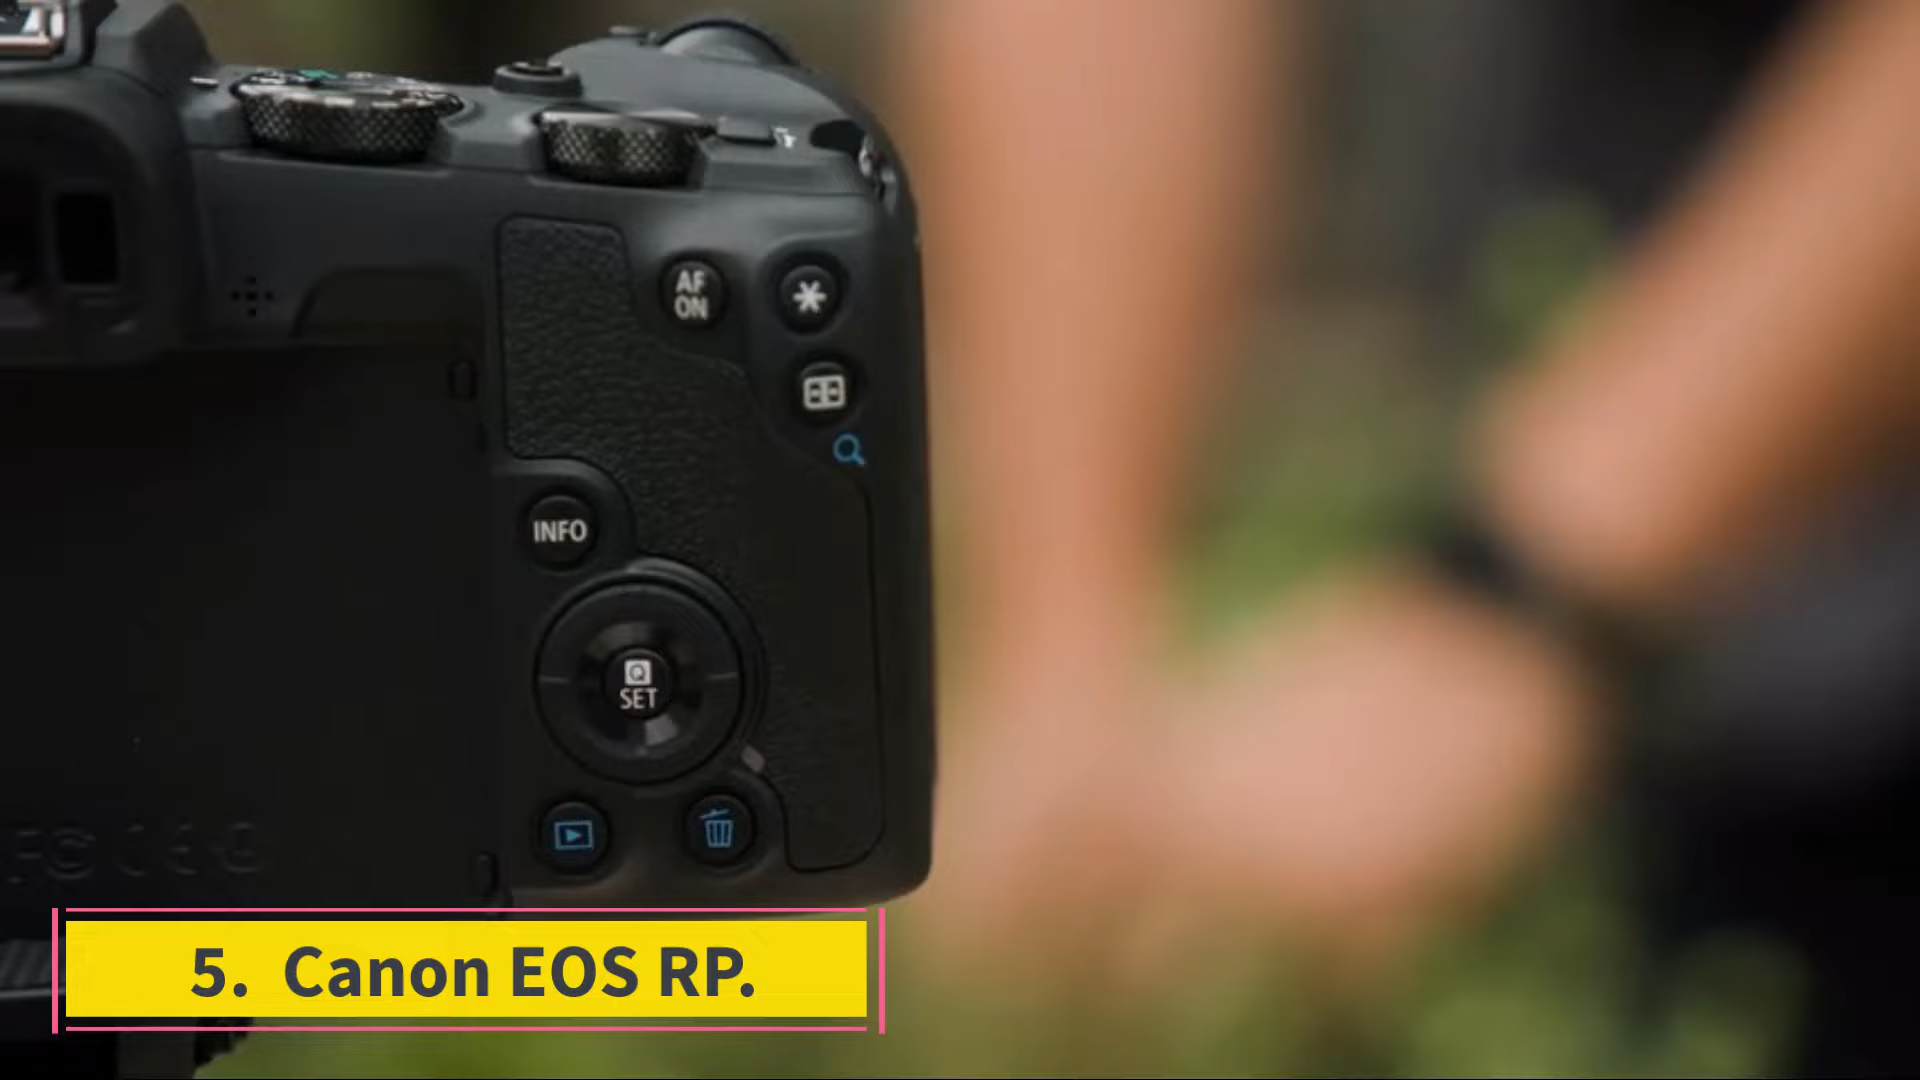 AF
ON
INFO
Q
SET
5. Canon EOS RP.